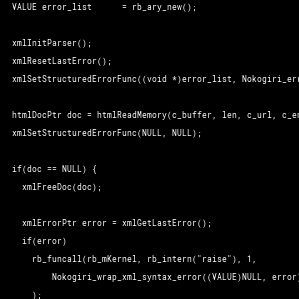 VALUE error_list      = rb_ary_new();
xmlInitParser();
xmlResetLastError();
xmlSetStructuredErrorFunc((void *)error_list, Nokogiri_err
htmlDocPtr doc = htmlReadMemory(c_buffer, len, c_url, c_en
xmlSetStructuredErrorFunc(NULL, NULL);
if(doc == NULL) {
  xmlFreeDoc(doc);
  xmlErrorPtr error = xmlGetLastError();
  if(error)
    rb_funcall(rb_mKernel, rb_intern("raise"), 1,
        Nokogiri_wrap_xml_syntax_error((VALUE)NULL, error)
    );